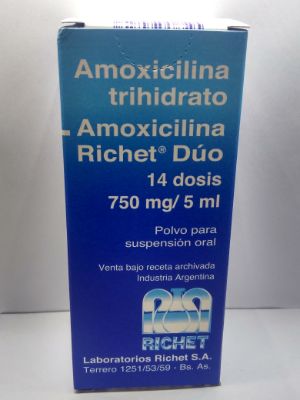 Amoxicilina
trihidrato
Amoxicilina
Richet® Dúo
14 dosis
750 mg/ 5 ml
Polvo para
suspensión oral
Venta bajo receta archivada
Industria Argentina
RICHET
Laboratorios Richet S.A.
Terrero 1251/53/59 - Bs. As.